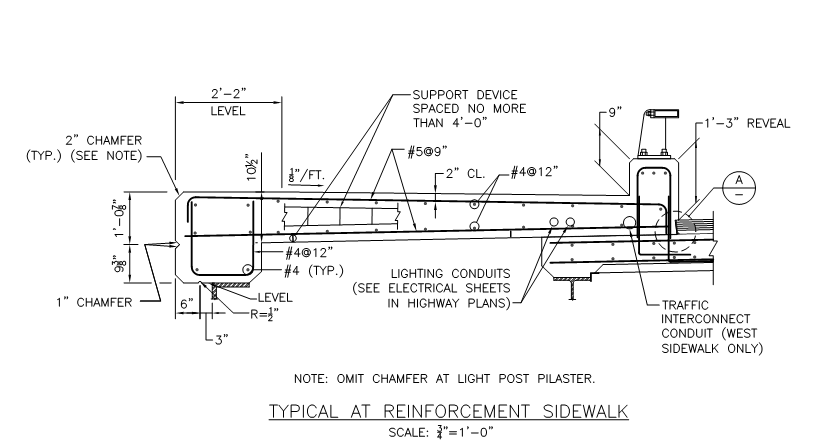 SUPPORT DEVICE
SPACED NO MORE
THAN 4'-0"
2'-2"
LEVEL
9"
1'-3" REVEAL
2" CHAMFER
(TYP.) (SEE NOTE)
10½"
⅛"/FT.
#5@9"
2" CL.
#4@12"
A
–
1'-0⅞"
9¾"
#4@12"
#4 (TYP.)
LIGHTING CONDUITS
(SEE ELECTRICAL SHEETS
IN HIGHWAY PLANS)
1" CHAMFER
6"
LEVEL
R=½"
3"
TRAFFIC
INTERCONNECT
CONDUIT (WEST
SIDEWALK ONLY)
NOTE: OMIT CHAMFER AT LIGHT POST PILASTER.
TYPICAL AT REINFORCEMENT SIDEWALK
SCALE: ¾"=1'-0"